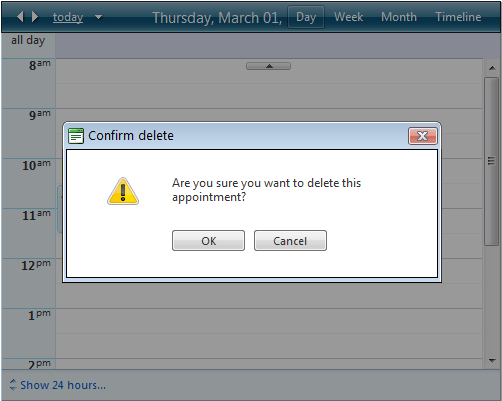 today Thursday, March 01, Day Week Month Timeline
all day
8am
9am
10am
11am
12pm
1pm
2pm
Confirm delete
Are you sure you want to delete this
appointment?
OK Cancel
Show 24 hours...